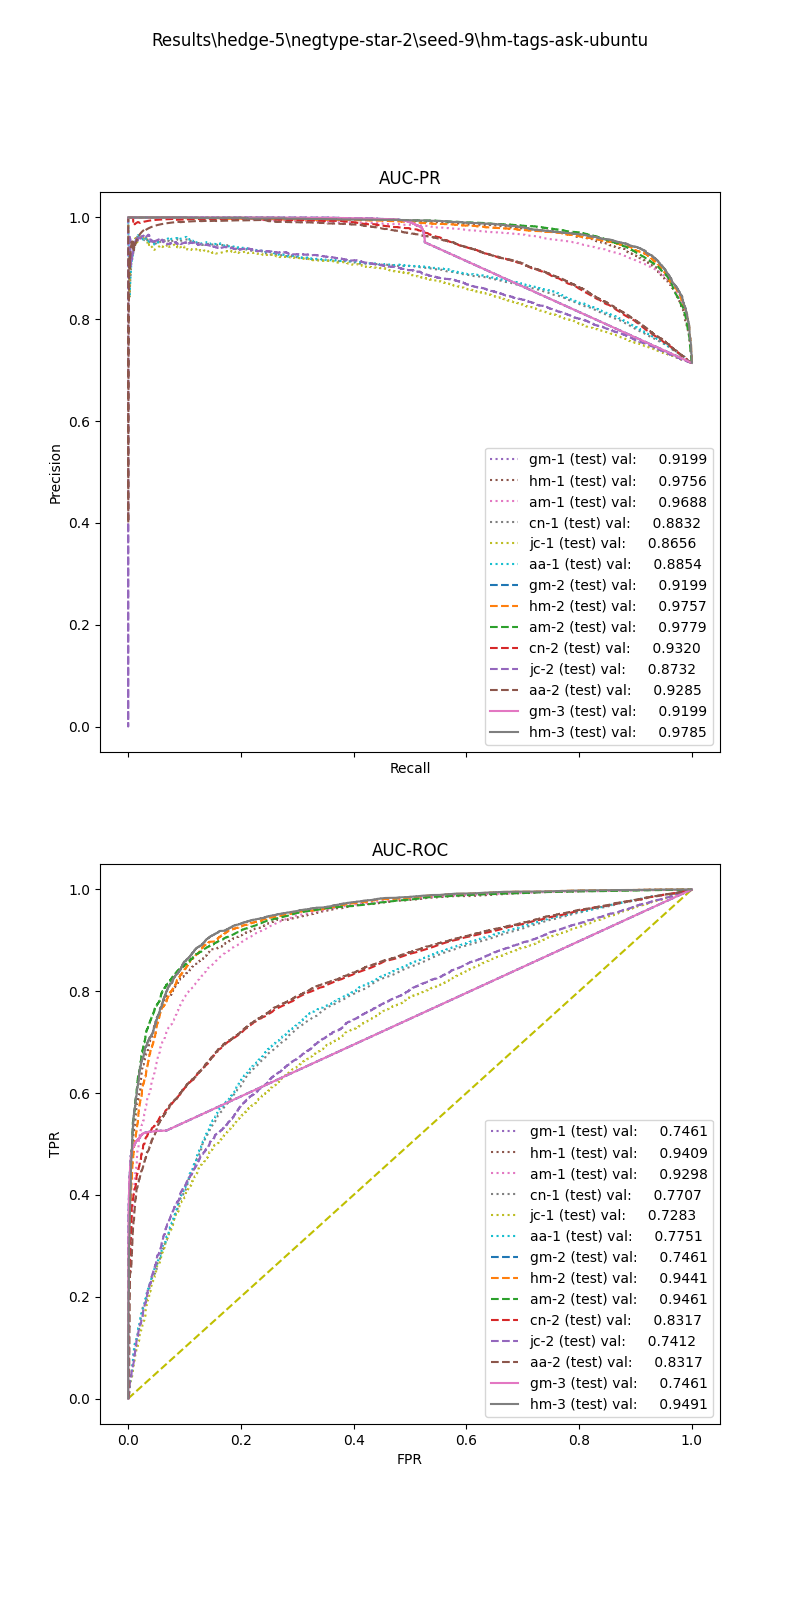 Results\hedge-5\negtype-star-2\seed-9\hm-tags-ask-ubuntu
AUC-PR
1.0
0.8
0.6
0.4
0.2
0.0
Precision
Recall
gm-1 (test) val: 0.9199
hm-1 (test) val: 0.9756
am-1 (test) val: 0.9688
cn-1 (test) val: 0.8832
jc-1 (test) val: 0.8656
aa-1 (test) val: 0.8854
gm-2 (test) val: 0.9199
hm-2 (test) val: 0.9757
am-2 (test) val: 0.9779
cn-2 (test) val: 0.9320
jc-2 (test) val: 0.8732
aa-2 (test) val: 0.9285
gm-3 (test) val: 0.9199
hm-3 (test) val: 0.9785
AUC-ROC
1.0
0.8
0.6
0.4
0.2
0.0
TPR
gm-1 (test) val: 0.7461
hm-1 (test) val: 0.9409
am-1 (test) val: 0.9298
cn-1 (test) val: 0.7707
jc-1 (test) val: 0.7283
aa-1 (test) val: 0.7751
gm-2 (test) val: 0.7461
hm-2 (test) val: 0.9441
am-2 (test) val: 0.9461
cn-2 (test) val: 0.8317
jc-2 (test) val: 0.7412
aa-2 (test) val: 0.8317
gm-3 (test) val: 0.7461
hm-3 (test) val: 0.9491
0.0 0.2 0.4 0.6 0.8 1.0
FPR